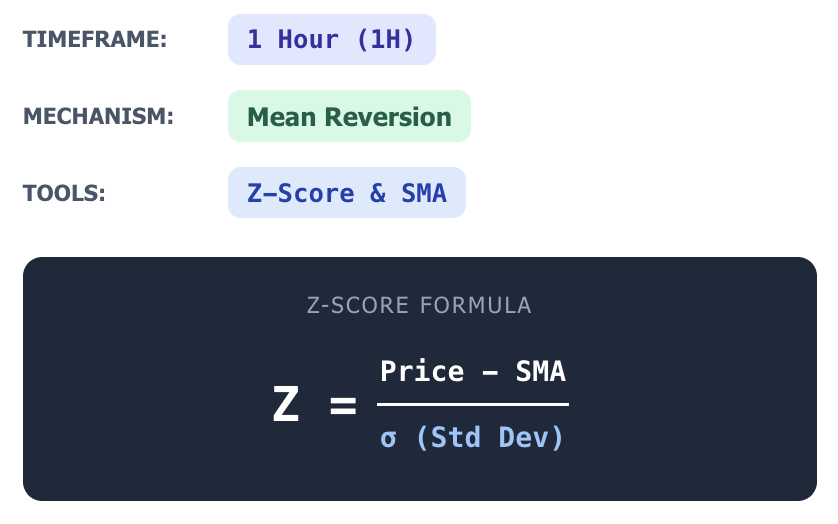 TIMEFRAME: 1 Hour (1H)
MECHANISM: Mean Reversion
TOOLS: Z–Score & SMA
Z-SCORE FORMULA
Price – SMA
Z =
σ (Std Dev)